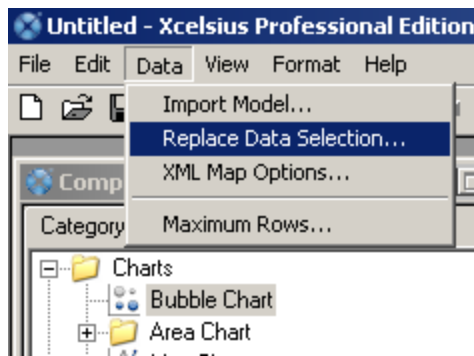 Untitled - Xcelsius Professional Edition
File Edit Data View Format Help
Import Model...
Replace Data Selection...
XML Map Options...
Comp
Category
Maximum Rows...
Charts
Bubble Chart
Area Chart